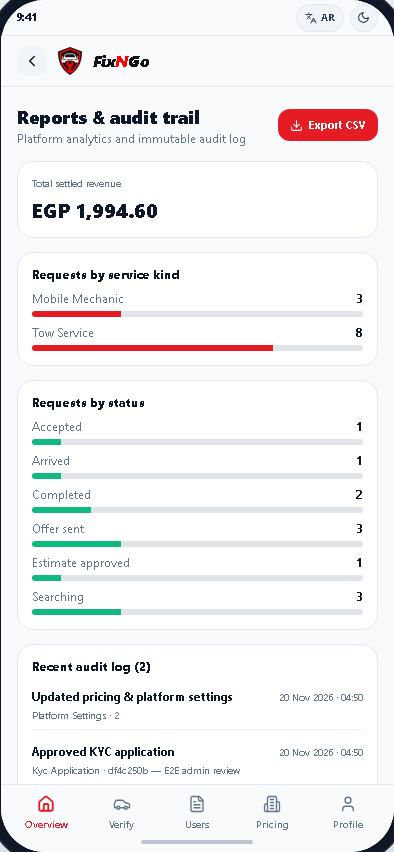 9:41
AR
FixNGo
Reports & audit trail
Platform analytics and immutable audit log
Export CSV
Total settled revenue
EGP 1,994.60
Requests by service kind
Mobile Mechanic 3
Tow Service 8
Requests by status
Accepted 1
Arrived 1
Completed 2
Offer sent 3
Estimate approved 1
Searching 3
Recent audit log (2)
Updated pricing & platform settings 20 Nov 2026 · 04:50
Platform Settings · 2
Approved KYC application 20 Nov 2026 · 04:50
Kyc Application · df4c250b — E2E admin review
Overview Verify Users Pricing Profile